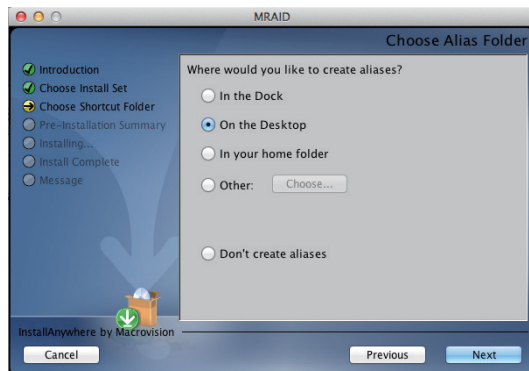 MRAID
Choose Alias Folder
Introduction
Choose Install Set
Choose Shortcut Folder
Pre-Installation Summary
Installing...
Install Complete
Message
Where would you like to create aliases?
In the Dock
On the Desktop
In your home folder
Other:
Choose...
Don't create aliases
InstallAnywhere by Macrovision
Cancel
Previous
Next